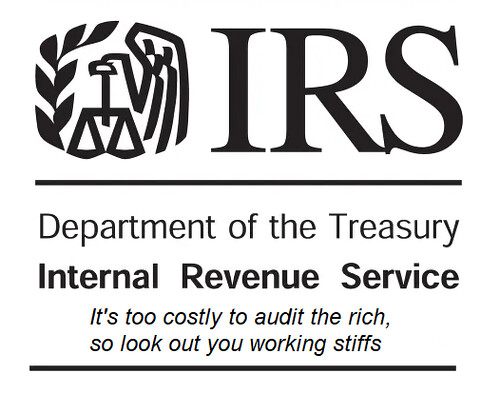 IRS
Department of the Treasury
Internal Revenue Service
It's too costly to audit the rich,
so look out you working stiffs